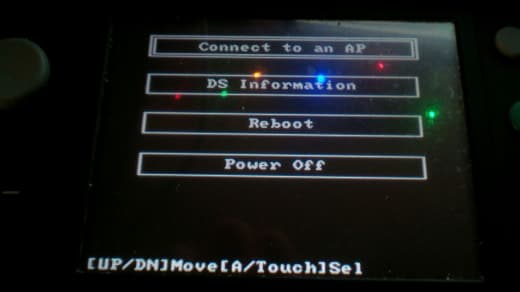 Connect to an AP
DS Information
Reboot
Power Off
[UP/DN]Move[A/Touch]Sel